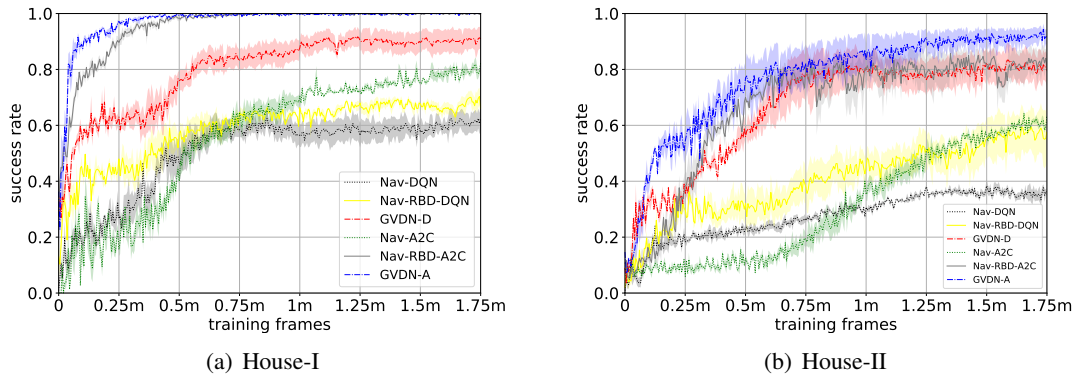 1.0
0.8
0.6
0.4
0.2
0.0
success rate
0
0.25m
0.5m
0.75m
1m
1.25m
1.5m
1.75m
training frames
Nav-DQN
Nav-RBD-DQN
GVDN-D
Nav-A2C
Nav-RBD-A2C
GVDN-A
(a) House-I
1.0
0.8
0.6
0.4
0.2
0.0
success rate
0
0.25m
0.5m
0.75m
1m
1.25m
1.5m
1.75m
training frames
Nav-DQN
Nav-RBD-DQN
GVDN-D
Nav-A2C
Nav-RBD-A2C
GVDN-A
(b) House-II